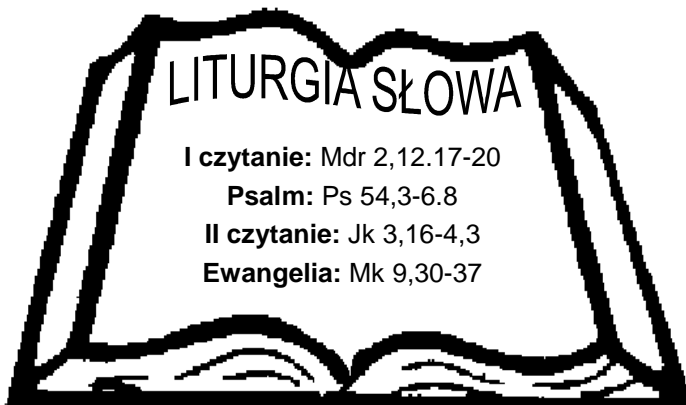 LITURGIA SŁOWA
I czytanie: Mdr 2,12.17-20
Psalm: Ps 54,3-6.8
II czytanie: Jk 3,16-4,3
Ewangelia: Mk 9,30-37